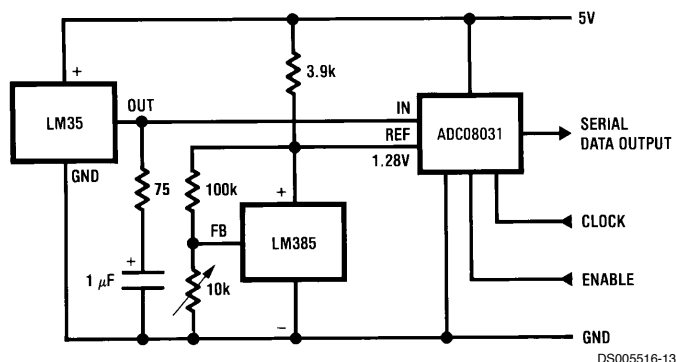 5V
+
3.9k
OUT
IN
LM35
REF
ADC08031
SERIAL
DATA OUTPUT
1.28V
GND
75
100k
+
FB
LM385
CLOCK
+
1 μF
10k
ENABLE
−
GND
DS005516-13